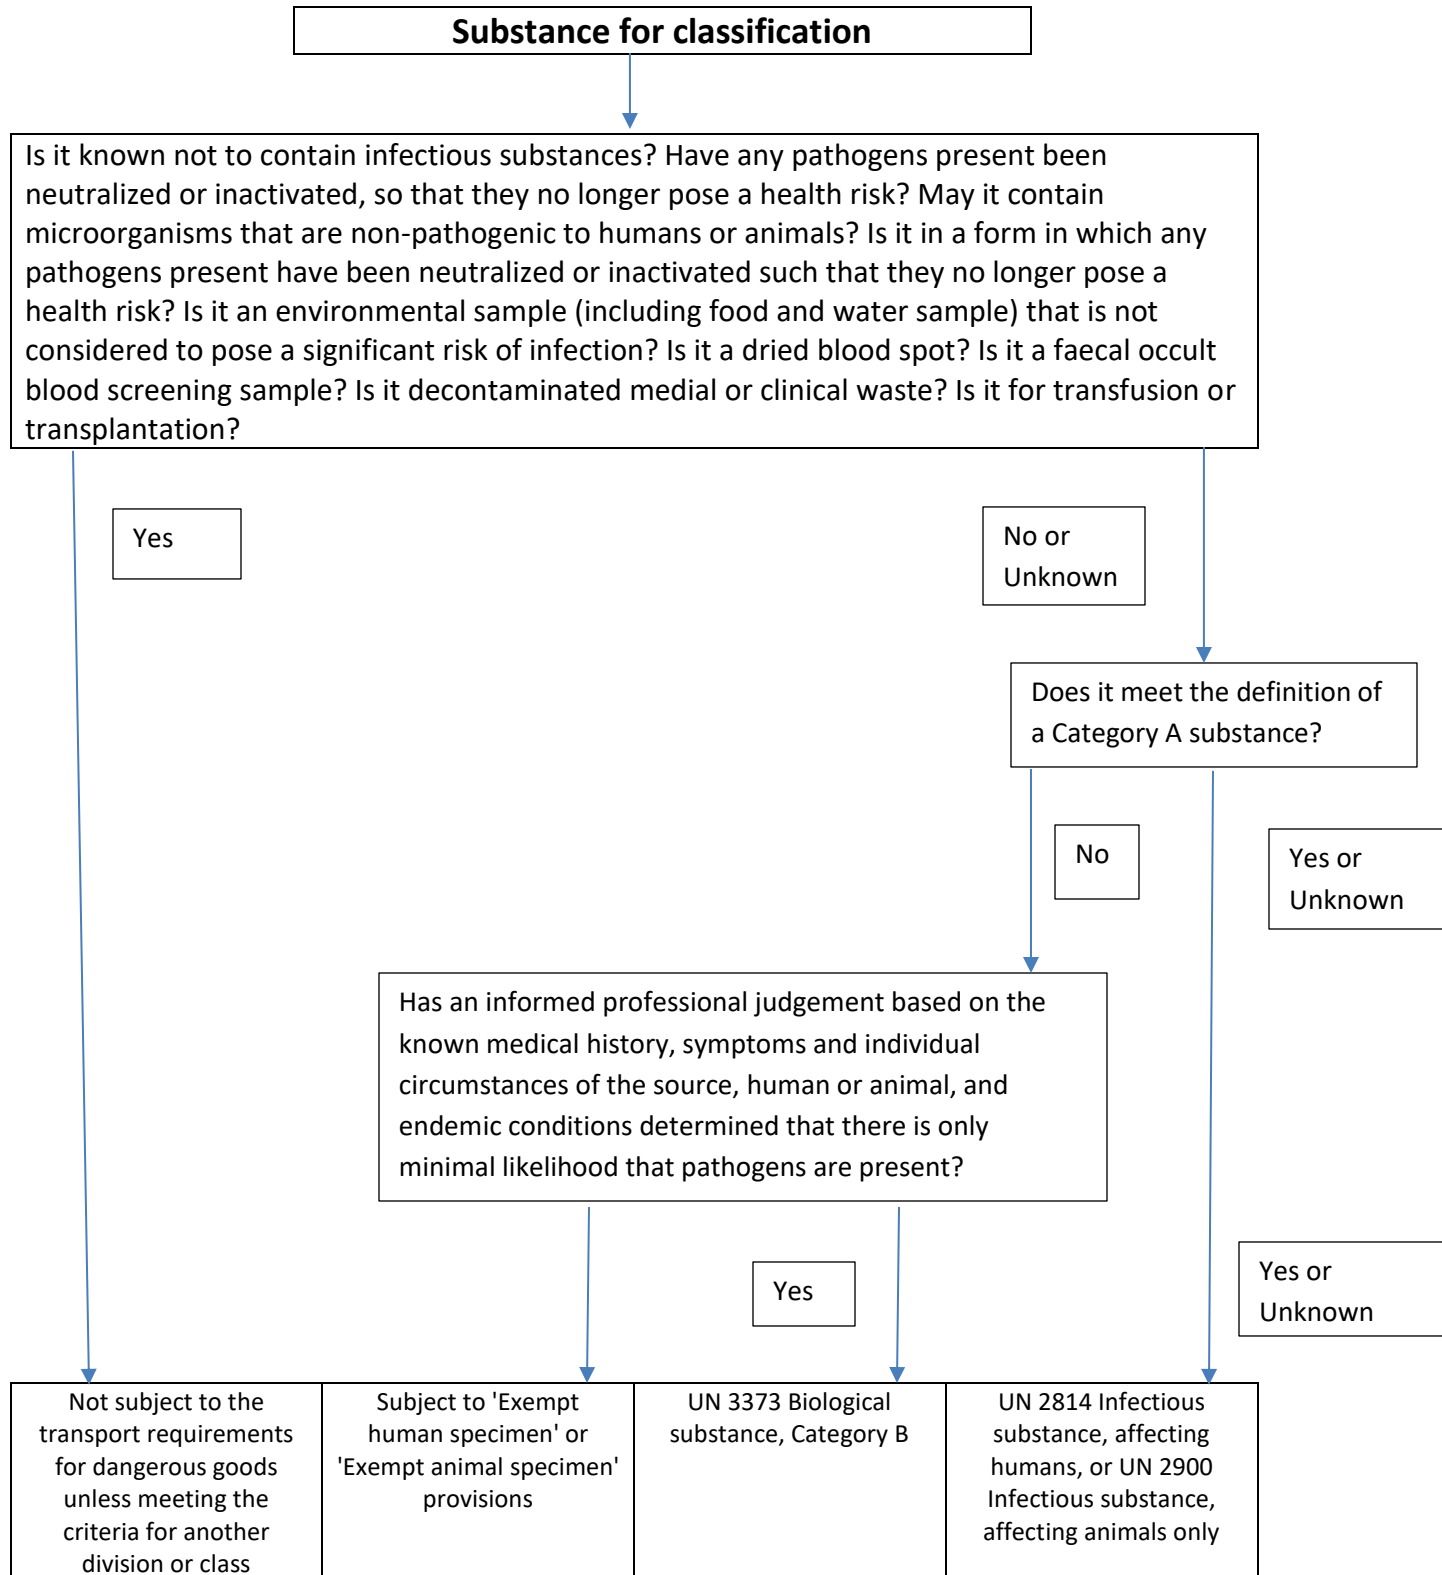 Substance for classification
Is it known not to contain infectious substances? Have any pathogens present been
neutralized or inactivated, so that they no longer pose a health risk? May it contain
microorganisms that are non-pathogenic to humans or animals? Is it in a form in which any
pathogens present have been neutralized or inactivated such that they no longer pose a
health risk? Is it an environmental sample (including food and water sample) that is not
considered to pose a significant risk of infection? Is it a dried blood spot? Is it a faecal occult
blood screening sample? Is it decontaminated medial or clinical waste? Is it for transfusion or
transplantation?
Yes
No or
Unknown
Does it meet the definition of
a Category A substance?
No
Yes or
Unknown
Has an informed professional judgement based on the
known medical history, symptoms and individual
circumstances of the source, human or animal, and
endemic conditions determined that there is only
minimal likelihood that pathogens are present?
Yes
Yes or
Unknown
Not subject to the
transport requirements
for dangerous goods
unless meeting the
criteria for another
division or class
Subject to 'Exempt
human specimen' or
'Exempt animal specimen'
provisions
UN 3373 Biological
substance, Category B
UN 2814 Infectious
substance, affecting
humans, or UN 2900
Infectious substance,
affecting animals only